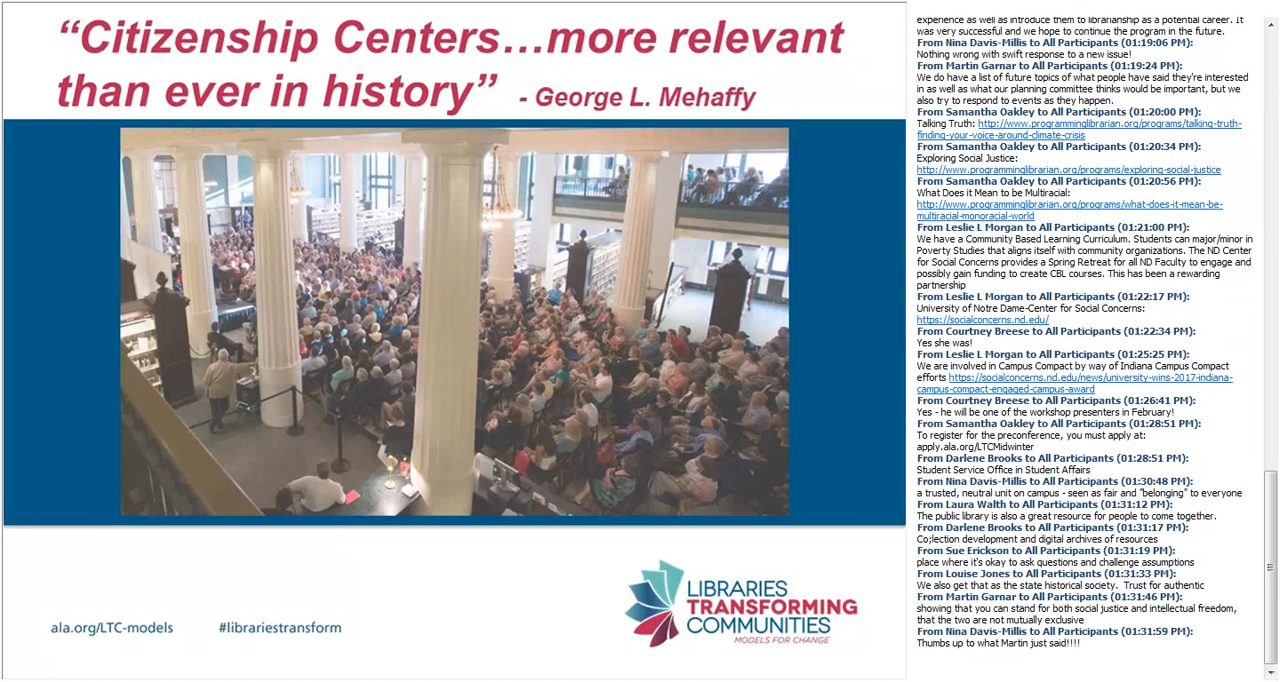 “Citizenship Centers…more relevant
than ever in history” - George L. Mehaffy
ala.org/LTC-models #librariestransform
LIBRARIES
TRANSFORMING
COMMUNITIES
MODELS FOR CHANGE
experience as well as introduce them to librarianship as a potential career. It
was very successful and we hope to continue the program in the future.
From Nina Davis-Millis to All Participants (01:19:06 PM):
Nothing wrong with swift response to a new issue!
From Martin Garnar to All Participants (01:19:24 PM):
We do have a list of future topics of what people have said they're interested
in as well as what our planning committee thinks would be important, but we
also try to respond to events as they happen.
From Samantha Oakley to All Participants (01:20:00 PM):
Talking Truth: http://www.programminglibrarian.org/programs/talking-truth-
finding-your-voice-around-climate-crisis
From Samantha Oakley to All Participants (01:20:34 PM):
Exploring Social Justice:
http://www.programminglibrarian.org/programs/exploring-social-justice
From Samantha Oakley to All Participants (01:20:56 PM):
What Does it Mean to be Multiracial:
http://www.programminglibrarian.org/programs/what-does-it-mean-be-
multiracial-monoracial-world
From Leslie L Morgan to All Participants (01:21:00 PM):
We have a Community Based Learning Curriculum. Students can major/minor in
Poverty Studies that aligns itself with community organizations. The ND Center
for Social Concerns provides a Spring Retreat for all ND Faculty to engage and
possibly gain funding to create CBL courses. This has been a rewarding
partnership
From Leslie L Morgan to All Participants (01:22:17 PM):
University of Notre Dame-Center for Social Concerns:
https://socialconcerns.nd.edu/
From Courtney Breese to All Participants (01:22:34 PM):
Yes she was!
From Leslie L Morgan to All Participants (01:25:25 PM):
We are involved in Campus Compact by way of Indiana Campus Compact
efforts https://socialconcerns.nd.edu/news/university-wins-2017-indiana-
campus-compact-engaged-campus-award
From Courtney Breese to All Participants (01:26:41 PM):
Yes - he will be one of the workshop presenters in February!
From Samantha Oakley to All Participants (01:28:51 PM):
To register for the preconference, you must apply at:
apply.ala.org/LTCMidwinter
From Darlene Brooks to All Participants (01:28:51 PM):
Student Service Office in Student Affairs
From Nina Davis-Millis to All Participants (01:30:48 PM):
a trusted, neutral unit on campus - seen as fair and "belonging" to everyone
From Laura Walth to All Participants (01:31:12 PM):
The public library is also a great resource for people to come together.
From Darlene Brooks to All Participants (01:31:17 PM):
Co;lection development and digital archives of resources
From Sue Erickson to All Participants (01:31:19 PM):
place where it's okay to ask questions and challenge assumptions
From Louise Jones to All Participants (01:31:33 PM):
We also get that as the state historical society. Trust for authentic
From Martin Garnar to All Participants (01:31:46 PM):
showing that you can stand for both social justice and intellectual freedom,
that the two are not mutually exclusive
From Nina Davis-Millis to All Participants (01:31:59 PM):
Thumbs up to what Martin just said!!!!